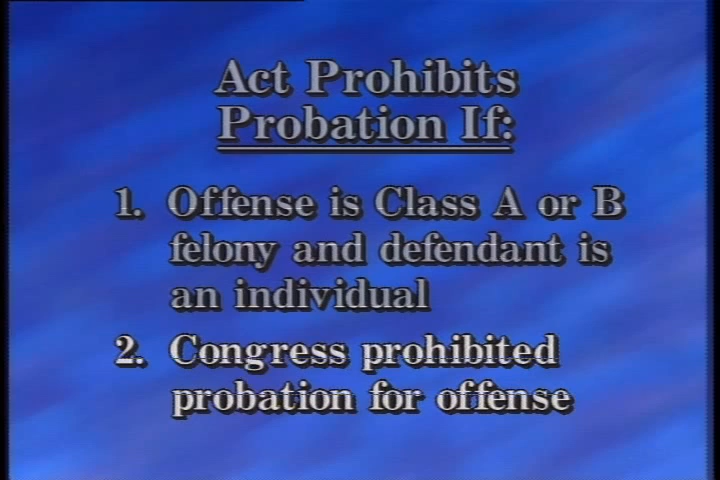 Act Prohibits
Probation If:
1. Offense is Class A or B
felony and defendant is
an individual
2. Congress prohibited
probation for offense